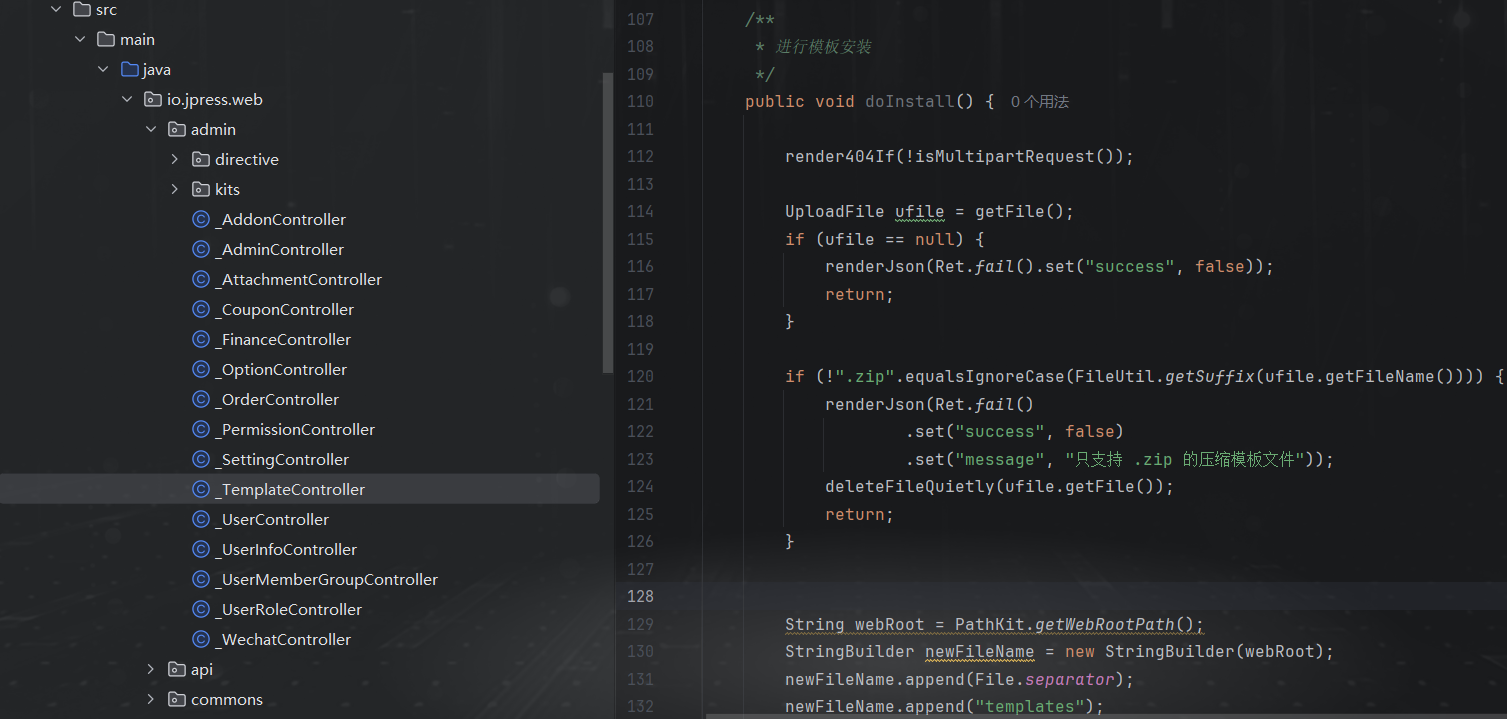 src
main
java
io.jpress.web
admin
directive
kits
_AddonController
_AdminController
_AttachmentController
_CouponController
_FinanceController
_OptionController
_OrderController
_PermissionController
_SettingController
_TemplateController
_UserController
_UserInfoController
_UserMemberGroupController
_UserRoleController
_WechatController
api
commons
107 /**
108 * 进行模板安装
109 */
110 public void doInstall() { 0 个用法
111
112 render404If(!isMultipartRequest());
113
114 UploadFile ufile = getFile();
115 if (ufile == null) {
116 renderJson(Ret.fail().set("success", false));
117 return;
118 }
119
120 if (!".zip".equalsIgnoreCase(FileUtil.getSuffix(ufile.getFileName()))) {
121 renderJson(Ret.fail()
122 .set("success", false)
123 .set("message", "只支持 .zip 的压缩模板文件"));
124 deleteFileQuietly(ufile.getFile());
125 return;
126 }
127
128
129 String webRoot = PathKit.getWebRootPath();
130 StringBuilder newFileName = new StringBuilder(webRoot);
131 newFileName.append(File.separator);
132 newFileName.append("templates");